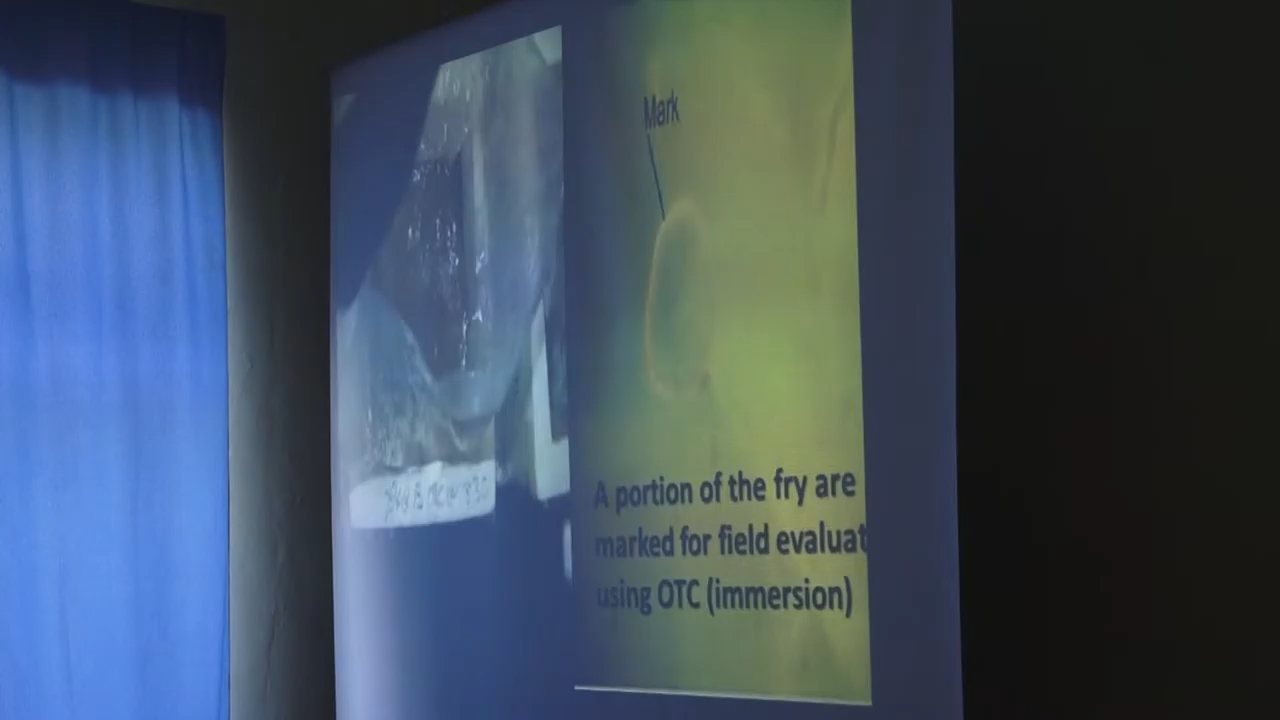 Mark
A portion of the fry are
marked for field evaluat
using OTC (immersion)